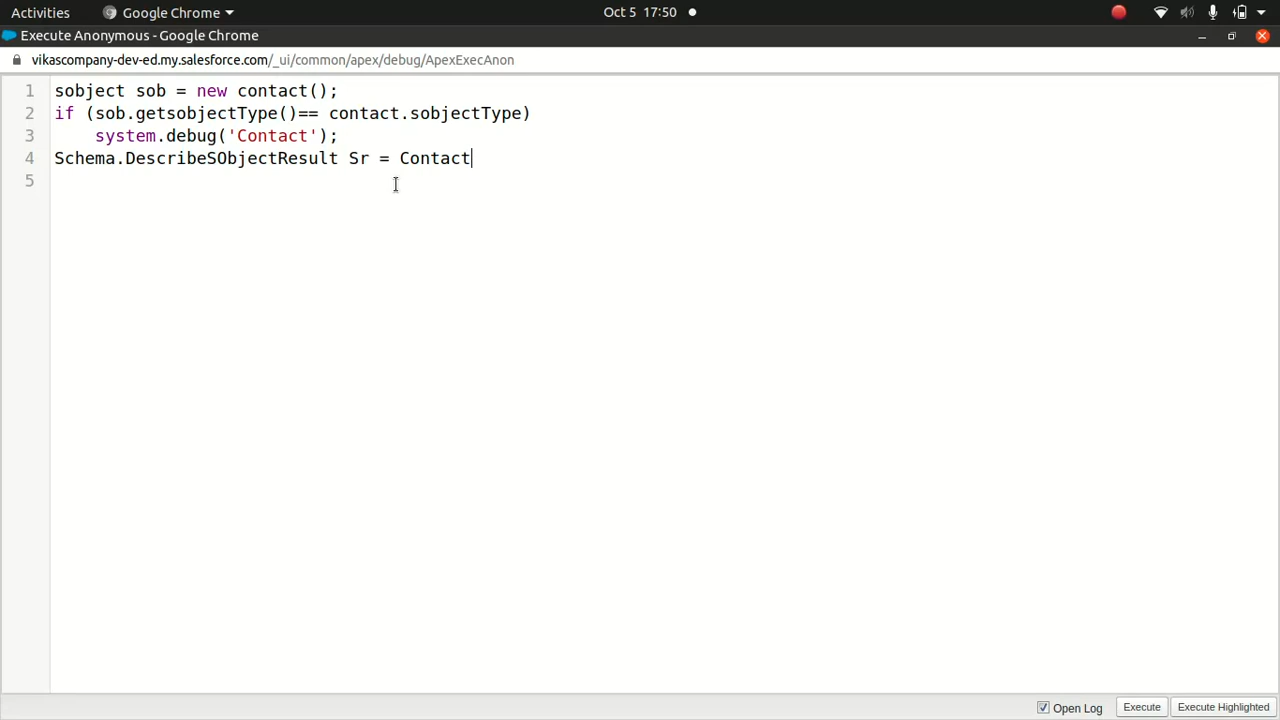 Activities Google Chrome Oct 5 17:50
Execute Anonymous - Google Chrome
vikascompany-dev-ed.my.salesforce.com/_ui/common/apex/debug/ApexExecAnon
1 sobject sob = new contact();
2 if (sob.getsobjectType()== contact.sobjectType)
3 system.debug('Contact');
4 Schema.DescribeSObjectResult Sr = Contact
5
Open Log Execute Execute Highlighted